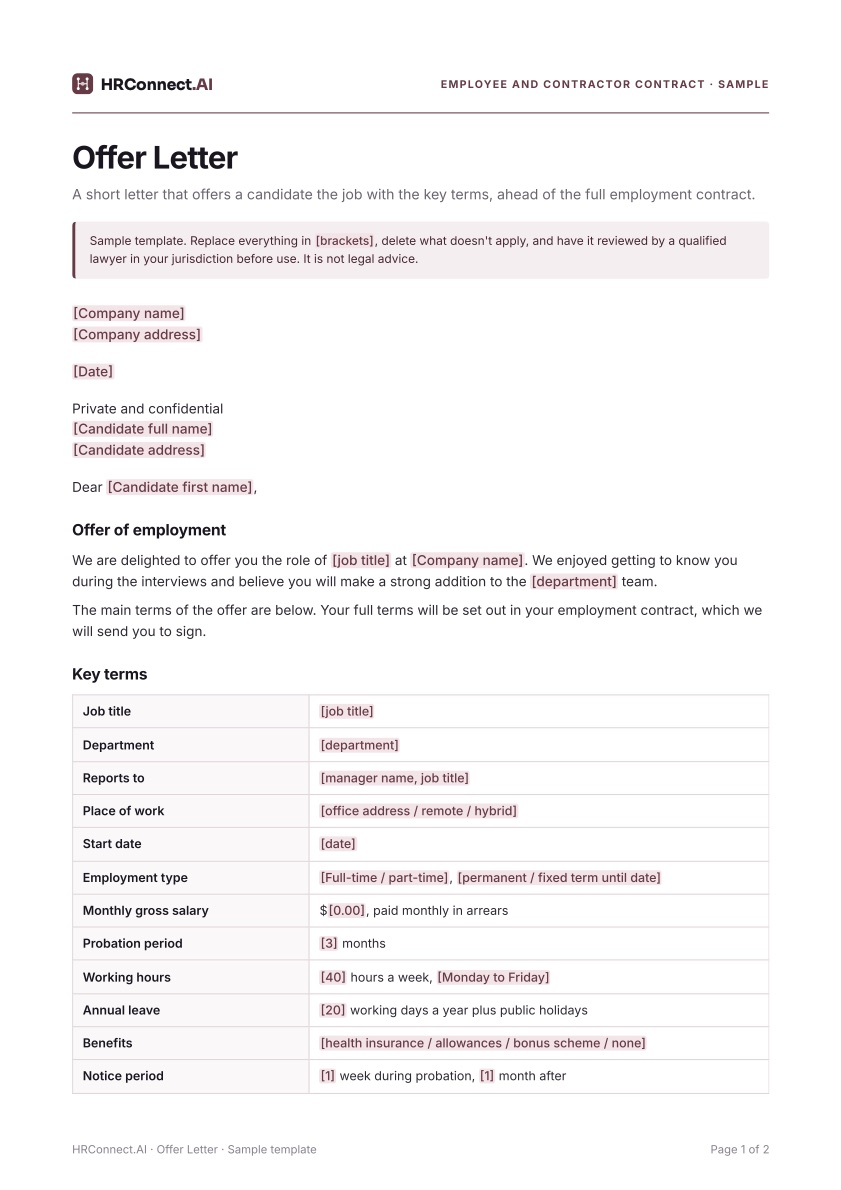 HRConnect.AI
EMPLOYEE AND CONTRACTOR CONTRACT · SAMPLE
Offer Letter
A short letter that offers a candidate the job with the key terms, ahead of the full employment contract.
Sample template. Replace everything in [brackets], delete what doesn't apply, and have it reviewed by a qualified
lawyer in your jurisdiction before use. It is not legal advice.
[Company name]
[Company address]
[Date]
Private and confidential
[Candidate full name]
[Candidate address]
Dear [Candidate first name],
Offer of employment
We are delighted to offer you the role of [job title] at [Company name]. We enjoyed getting to know you
during the interviews and believe you will make a strong addition to the [department] team.
The main terms of the offer are below. Your full terms will be set out in your employment contract, which we
will send you to sign.
Key terms
Job title [job title]
Department [department]
Reports to [manager name, job title]
Place of work [office address / remote / hybrid]
Start date [date]
Employment type [Full-time / part-time], [permanent / fixed term until date]
Monthly gross salary $[0.00], paid monthly in arrears
Probation period [3] months
Working hours [40] hours a week, [Monday to Friday]
Annual leave [20] working days a year plus public holidays
Benefits [health insurance / allowances / bonus scheme / none]
Notice period [1] week during probation, [1] month after
HRConnect.AI · Offer Letter · Sample template
Page 1 of 2